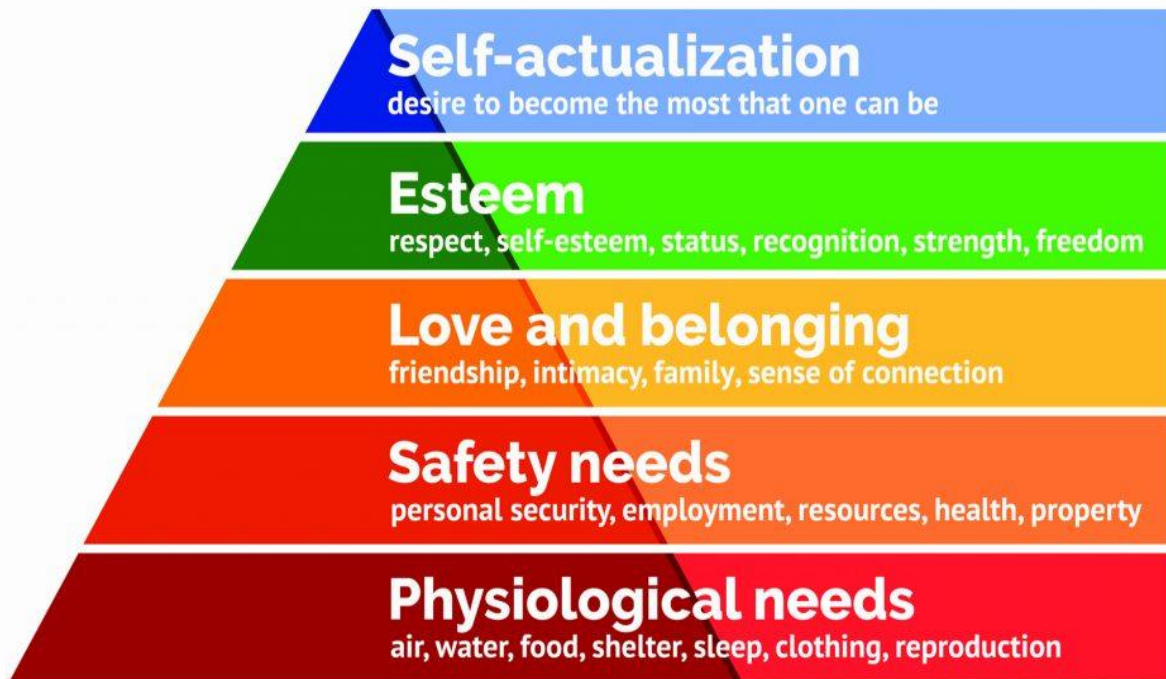 Self-actualization
desire to become the most that one can be
Esteem
respect, self-esteem, status, recognition, strength, freedom
Love and belonging
friendship, intimacy, family, sense of connection
Safety needs
personal security, employment, resources, health, property
Physiological needs
air, water, food, shelter, sleep, clothing, reproduction